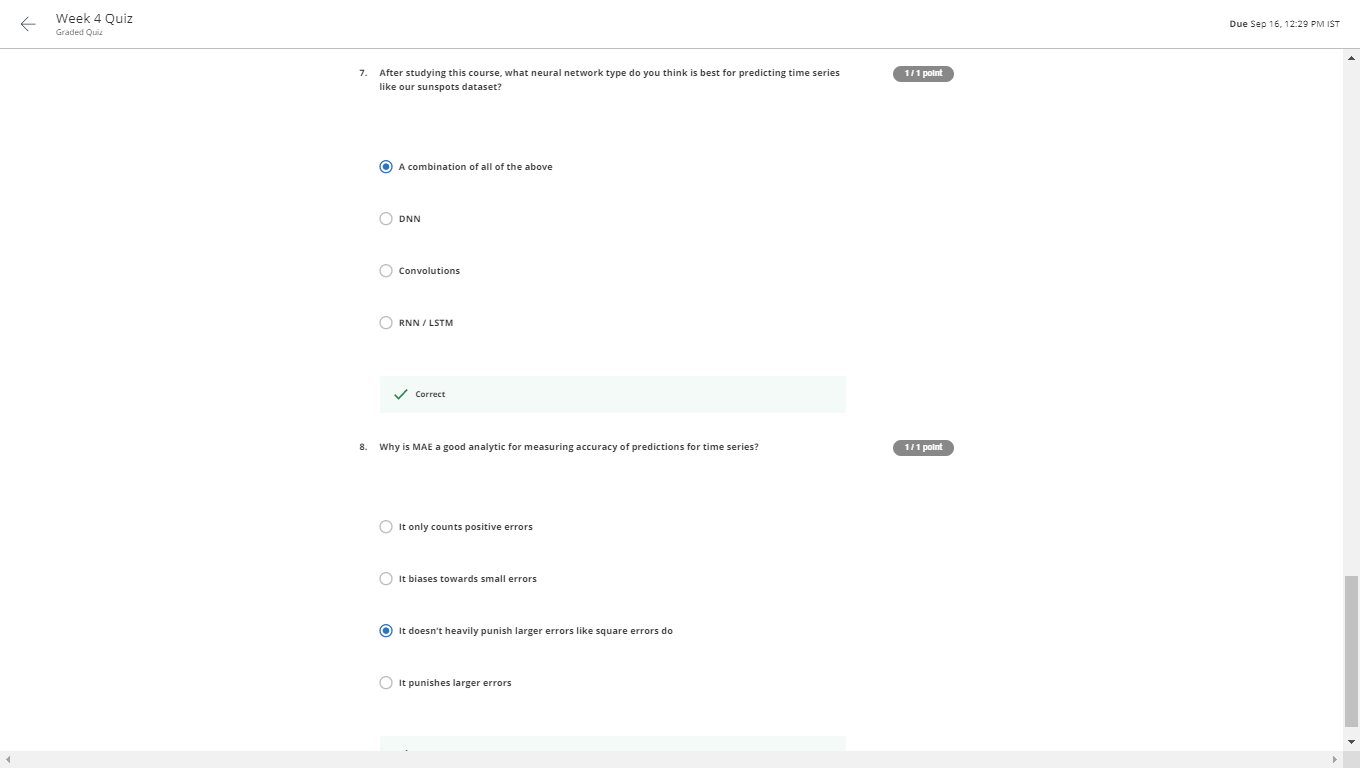 Week 4 Quiz
Graded Quiz
Due Sep 16, 12:29 PM IST
7. After studying this course, what neural network type do you think is best for predicting time series
like our sunspots dataset?
1 / 1 point
A combination of all of the above
DNN
Convolutions
RNN / LSTM
Correct
8. Why is MAE a good analytic for measuring accuracy of predictions for time series?
1 / 1 point
It only counts positive errors
It biases towards small errors
It doesn't heavily punish larger errors like square errors do
It punishes larger errors